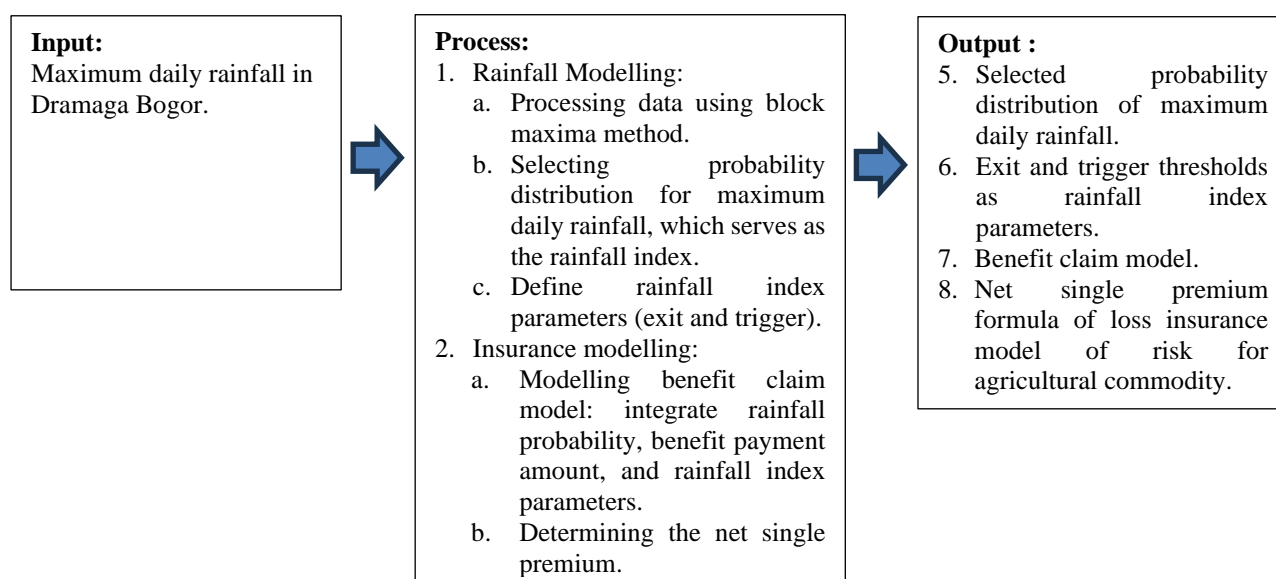 Input:
Maximum daily rainfall in
Dramaga Bogor.
Process:
1. Rainfall Modelling:
a. Processing data using block
maxima method.
b. Selecting probability
distribution for maximum
daily rainfall, which serves as
the rainfall index.
c. Define rainfall index
parameters (exit and trigger).
2. Insurance modelling:
a. Modelling benefit claim
model: integrate rainfall
probability, benefit payment
amount, and rainfall index
parameters.
b. Determining the net single
premium.
Output :
5. Selected probability
distribution of maximum
daily rainfall.
6. Exit and trigger thresholds
as rainfall index
parameters.
7. Benefit claim model.
8. Net single premium
formula of loss insurance
model of risk for
agricultural commodity.